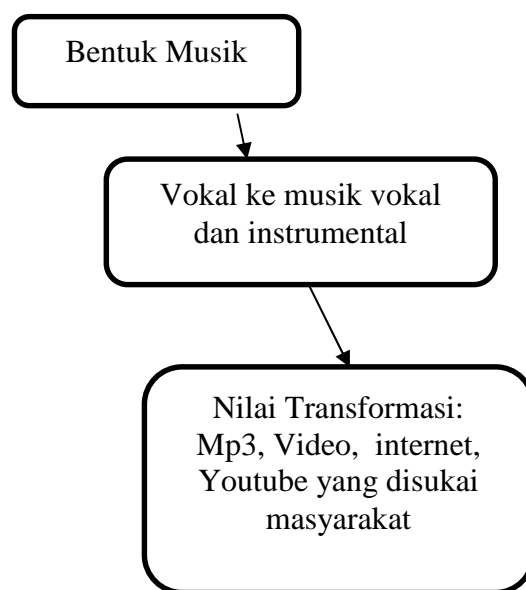 Bentuk Musik
Vokal ke musik vokal
dan instrumental
Nilai Transformasi:
Mp3, Video, internet,
Youtube yang disukai
masyarakat